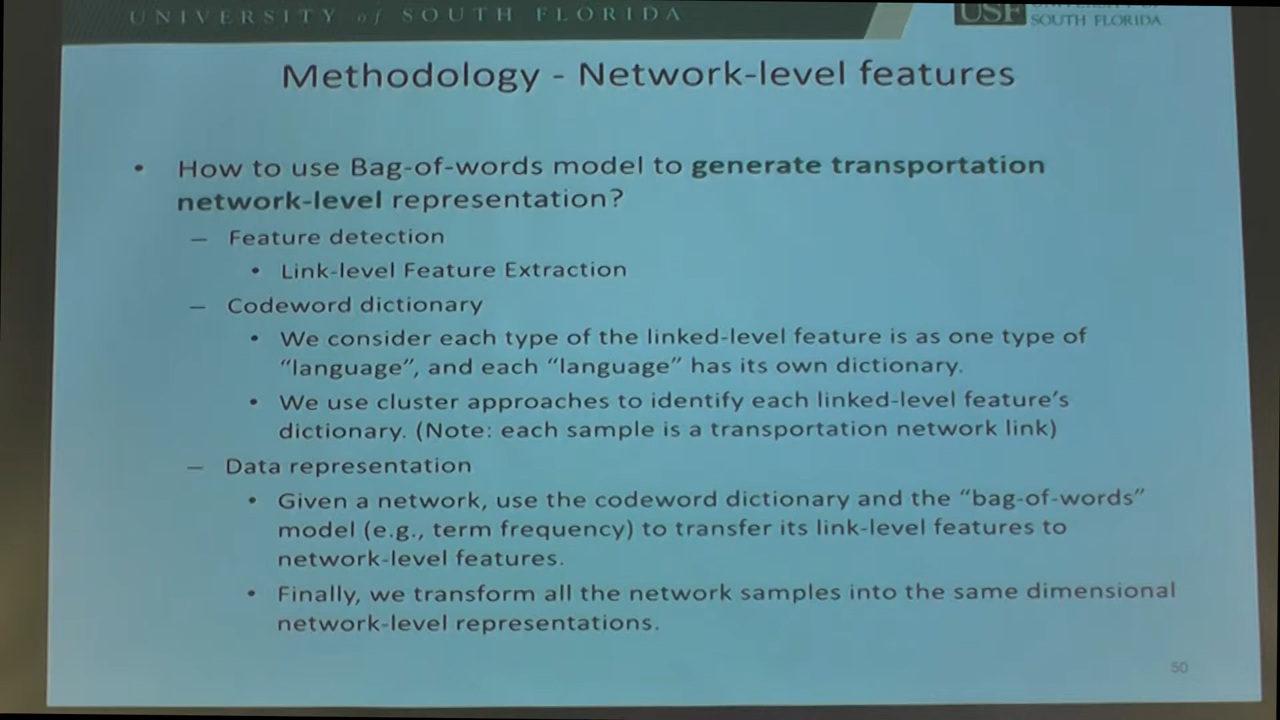 UNIVERSITY of SOUTH FLORIDA
USF
SOUTH FLORIDA
Methodology - Network-level features
• How to use Bag-of-words model to generate transportation
network-level representation?
– Feature detection
• Link-level Feature Extraction
– Codeword dictionary
• We consider each type of the linked-level feature is as one type of
“language”, and each “language” has its own dictionary.
• We use cluster approaches to identify each linked-level feature’s
dictionary. (Note: each sample is a transportation network link)
– Data representation
• Given a network, use the codeword dictionary and the “bag-of-words”
model (e.g., term frequency) to transfer its link-level features to
network-level features.
• Finally, we transform all the network samples into the same dimensional
network-level representations.
50